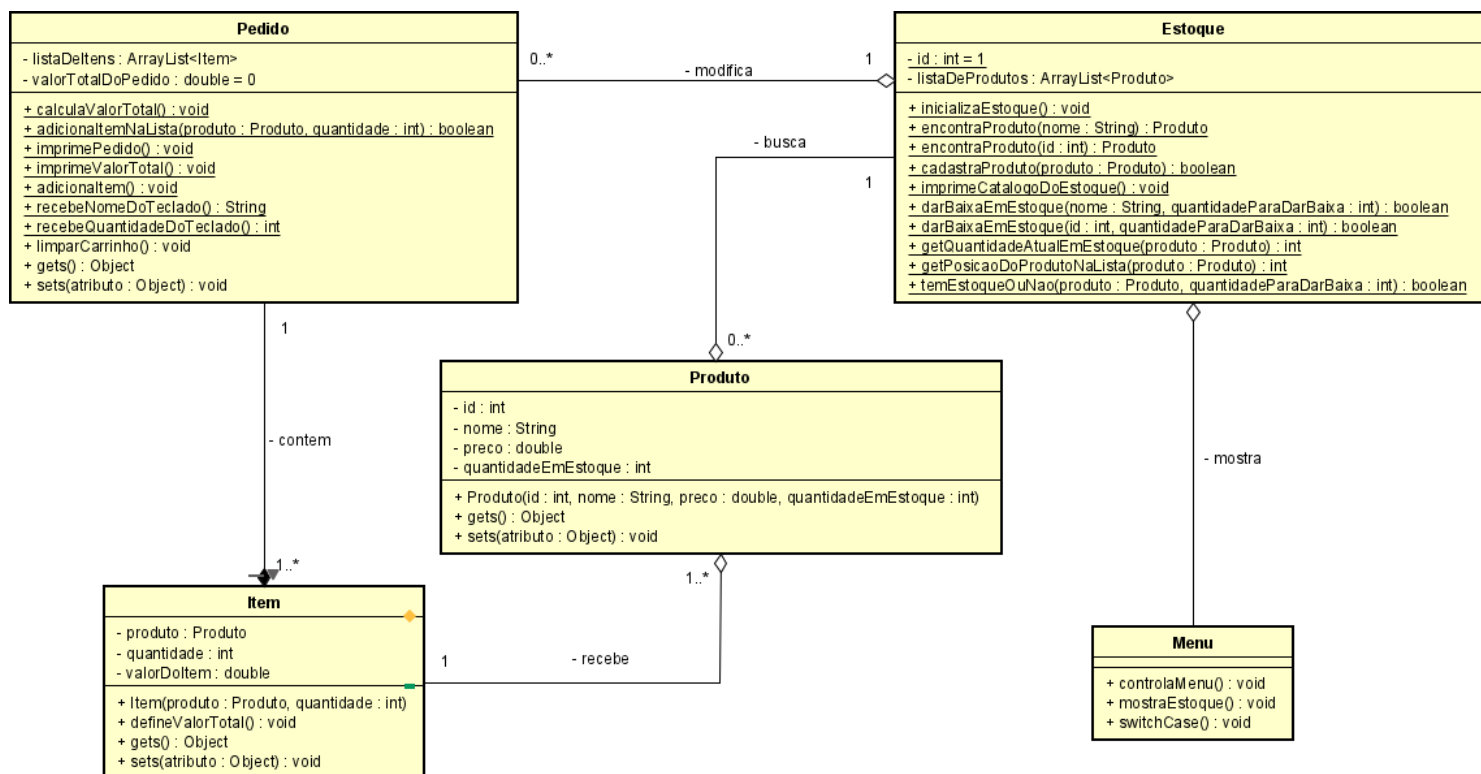 Pedido
- listaDeItens : ArrayList<Item>
- valorTotalDoPedido : double = 0
+ calculaValorTotal() : void
+ adicionaItemNaLista(produto : Produto, quantidade : int) : boolean
+ imprimePedido() : void
+ imprimeValorTotal() : void
+ adicionaItem() : void
+ recebeNomeDoTeclado() : String
+ recebeQuantidadeDoTeclado() : int
+ limparCarrinho() : void
+ gets() : Object
+ sets(atributo : Object) : void
0..*
- modifica
1
Estoque
- id : int = 1
- listaDeProdutos : ArrayList<Produto>
+ inicializaEstoque() : void
+ encontraProduto(nome : String) : Produto
+ encontraProduto(id : int) : Produto
+ cadastraProduto(produto : Produto) : boolean
+ imprimeCatalogoDoEstoque() : void
+ darBaixaEmEstoque(nome : String, quantidadeParaDarBaixa : int) : boolean
+ darBaixaEmEstoque(id : int, quantidadeParaDarBaixa : int) : boolean
+ getQuantidadeAtualEmEstoque(produto : Produto) : int
+ getPosicaoDoProdutoNaLista(produto : Produto) : int
+ temEstoqueOuNao(produto : Produto, quantidadeParaDarBaixa : int) : boolean
- busca
1
0..*
1
- contem
1..*
Produto
- id : int
- nome : String
- preco : double
- quantidadeEmEstoque : int
+ Produto(id : int, nome : String, preco : double, quantidadeEmEstoque : int)
+ gets() : Object
+ sets(atributo : Object) : void
1..*
- mostra
Item
- produto : Produto
- quantidade : int
- valorDoItem : double
+ Item(produto : Produto, quantidade : int)
+ defineValorTotal() : void
+ gets() : Object
+ sets(atributo : Object) : void
1
- recebe
Menu
+ controlaMenu() : void
+ mostraEstoque() : void
+ switchCase() : void